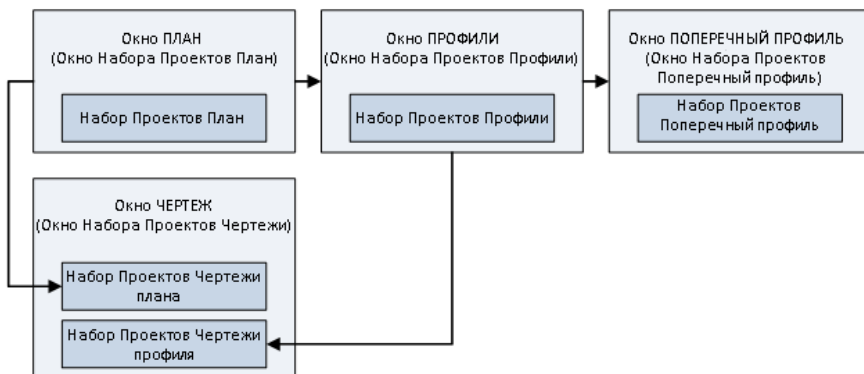 Окно ПЛАН
(Окно Набора Проектов План)
Набор Проектов План
Окно ПРОФИЛИ
(Окно Набора Проектов Профили)
Набор Проектов Профили
Окно ПОПЕРЕЧНЫЙ ПРОФИЛЬ
(Окно Набора Проектов
Поперечный профиль)
Набор Проектов
Поперечный профиль
Окно ЧЕРТЕЖ
(Окно Набора Проектов Чертежи)
Набор Проектов Чертежи
плана
Набор Проектов Чертежи
профиля